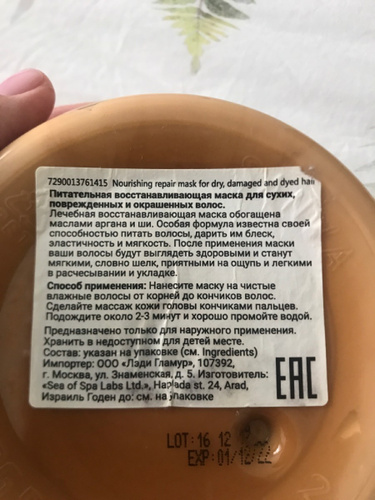 7290013761415 Nourishing repair mask for dry, damaged and dyed hair
Питательная восстанавливающая маска для сухих,
поврежденных и окрашенных волос.
Лечебная восстанавливающая маска обогащена
маслами аргана и ши. Особая формула известна своей
способностью питать волосы, дарить им блеск,
эластичность и мягкость. После применения маски
ваши волосы будут выглядеть здоровыми и станут
мягкими, словно шелк, приятными на ощупь и легкими
в расчесывании и укладке.
Способ применения: Нанесите маску на чистые
влажные волосы от корней до кончиков волос.
Сделайте массаж кожи головы кончиками пальцев.
Подождите около 2-3 минут и хорошо промойте водой.
Предназначено только для наружного применения.
Хранить в недоступном для детей месте.
Состав: указан на упаковке (см. Ingredients)
Импортер: ООО «Лэди Гламур», 107392,
г. Москва, ул. Знаменская, д. 5. Изготовитель:
«Sea of Spa Labs Ltd.», Harada st. 24, Arad,
Израиль Годен до: см. на упаковке
EAC
LOT: 16 12
EXP: 01/12/22